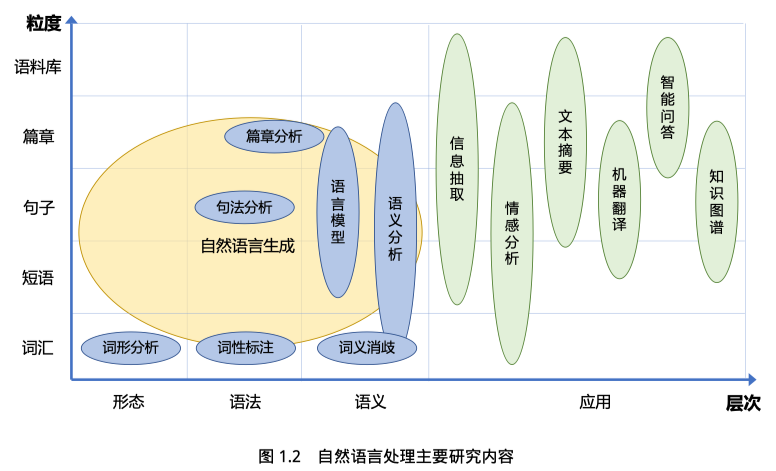 粒度
语料库
篇章
句子
短语
词汇
篇章分析
句法分析
自然语言生成
语言模型
语义分析
词形分析
词性标注
词义消歧
信息抽取
情感分析
文本摘要
机器翻译
智能问答
知识图谱
形态
语法
语义
应用
层次
图 1.2 自然语言处理主要研究内容